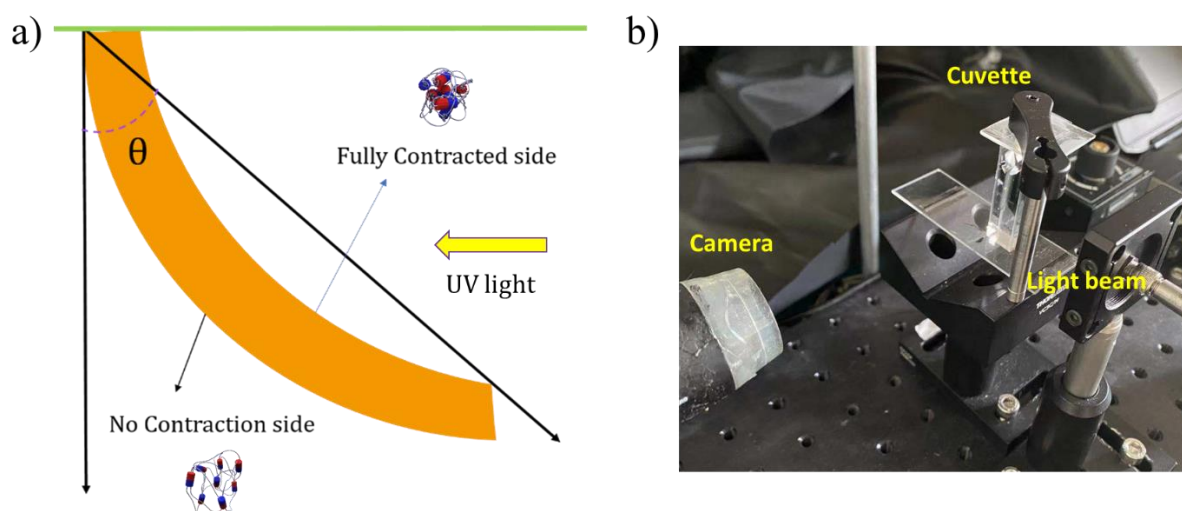 a)
θ
Fully Contracted side
UV light
No Contraction side
b)
Cuvette
Camera
Light beam